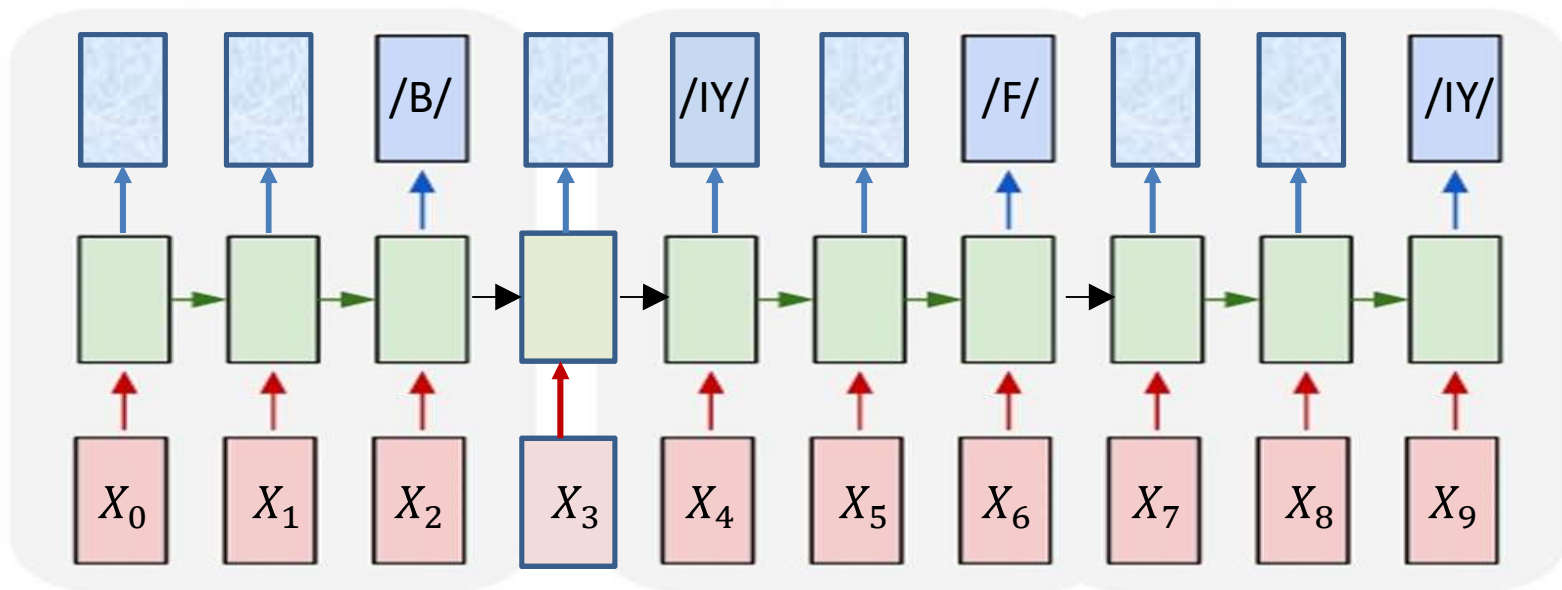 /B/ /IY/ /F/ /IY/
X₀ X₁ X₂ X₃ X₄ X₅ X₆ X₇ X₈ X₉